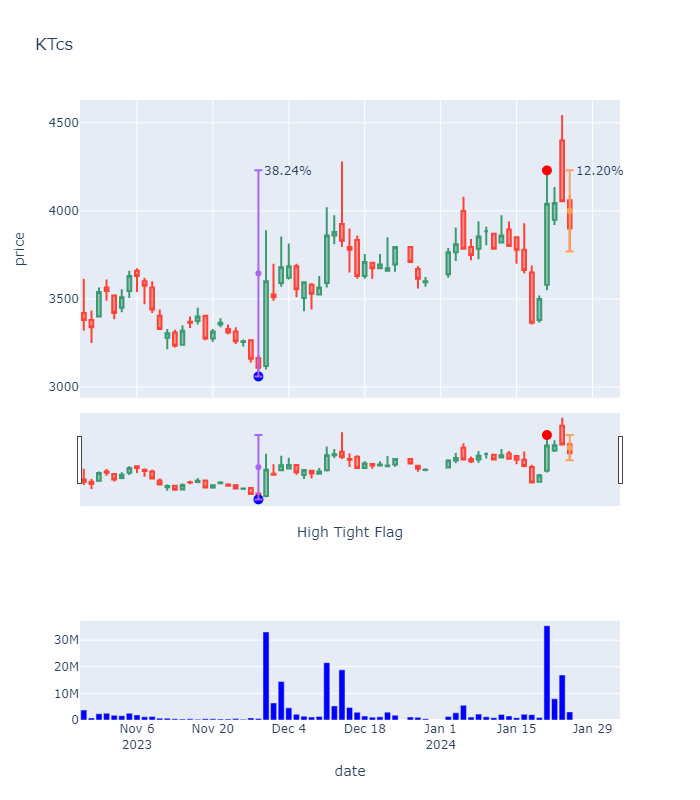 KTcs
4500
38.24%
12.20%
4000
price
3500
3000
High Tight Flag
30M
20M
10M
0
Nov 6
2023
Nov 20
Dec 4
Dec 18
Jan 1
2024
Jan 15
Jan 29
date